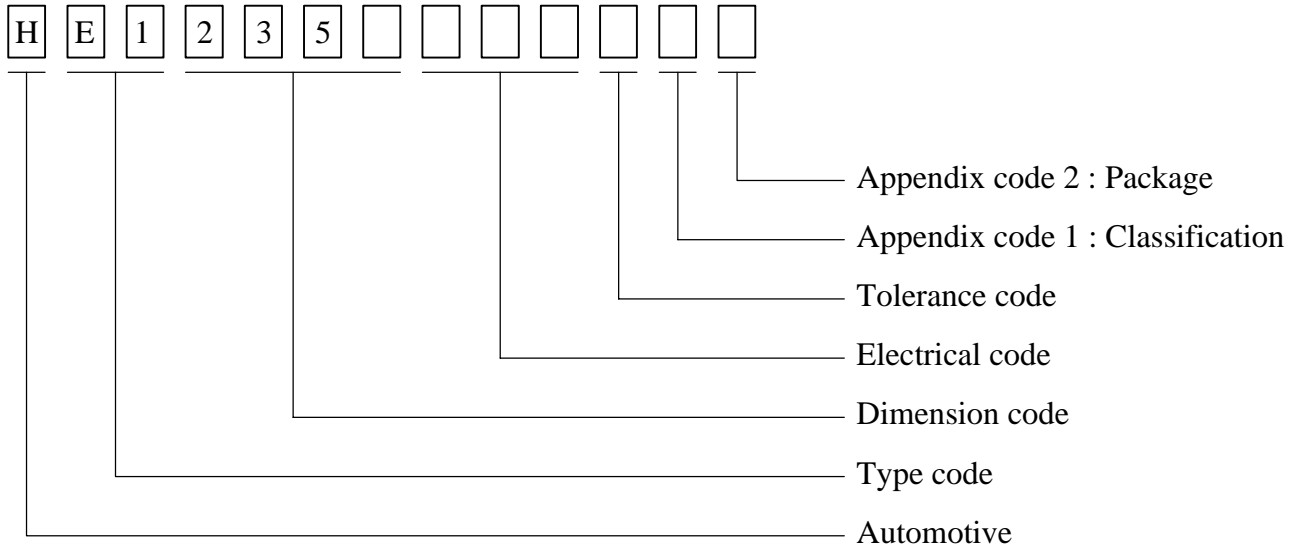 H E 1 2 3 5
Appendix code 2 : Package
Appendix code 1 : Classification
Tolerance code
Electrical code
Dimension code
Type code
Automotive